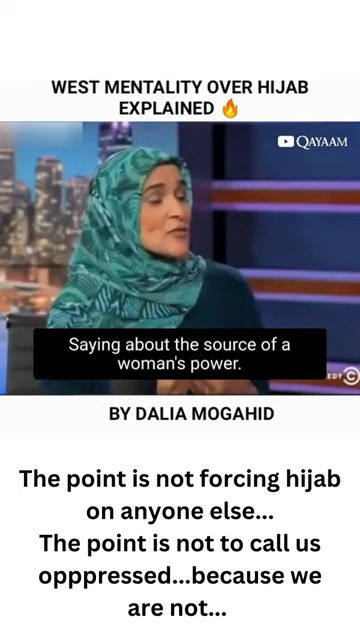 WEST MENTALITY OVER HIJAB
EXPLAINED 🔥
QAYAAM
Saying about the source of a
woman's power.
EDY
BY DALIA MOGAHID
The point is not forcing hijab
on anyone else...
The point is not to call us
opppressed...because we
are not...